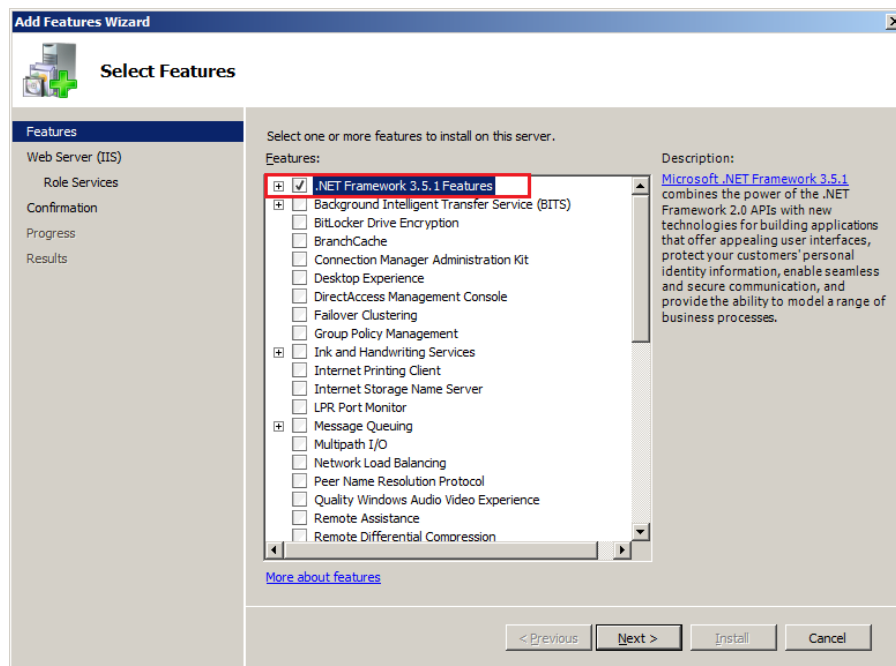 Add Features Wizard
Select Features
Features
Web Server (IIS)
Role Services
Confirmation
Progress
Results
Select one or more features to install on this server.
Features:
.NET Framework 3.5.1 Features
Background Intelligent Transfer Service (BITS)
BitLocker Drive Encryption
BranchCache
Connection Manager Administration Kit
Desktop Experience
DirectAccess Management Console
Failover Clustering
Group Policy Management
Ink and Handwriting Services
Internet Printing Client
Internet Storage Name Server
LPR Port Monitor
Message Queuing
Multipath I/O
Network Load Balancing
Peer Name Resolution Protocol
Quality Windows Audio Video Experience
Remote Assistance
Remote Differential Compression
More about features
Description:
Microsoft .NET Framework 3.5.1
combines the power of the .NET
Framework 2.0 APIs with new
technologies for building applications
that offer appealing user interfaces,
protect your customers' personal
identity information, enable seamless
and secure communication, and
provide the ability to model a range of
business processes.
< Previous
Next >
Install
Cancel